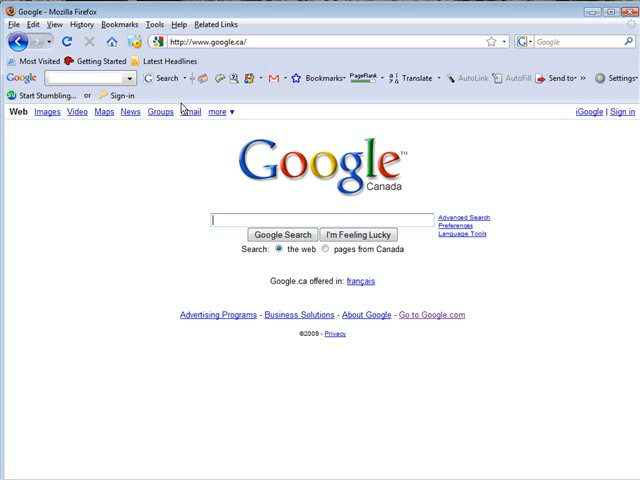 Google - Mozilla Firefox
File Edit View History Bookmarks Tools Help Related Links
http://www.google.ca/ Google
Most Visited Getting Started Latest Headlines
Google Search Bookmarks PageRank Translate AutoLink AutoFill Send to Settings
Start Stumbling... or Sign-in
Web Images Video Maps News Groups more ▼ iGoogle | Sign in
Google™
Canada
Advanced Search
Preferences
Language Tools
Google Search I'm Feeling Lucky
Search: the web pages from Canada
Google.ca offered in: français
Advertising Programs - Business Solutions - About Google - Go to Google.com
©2009 - Privacy